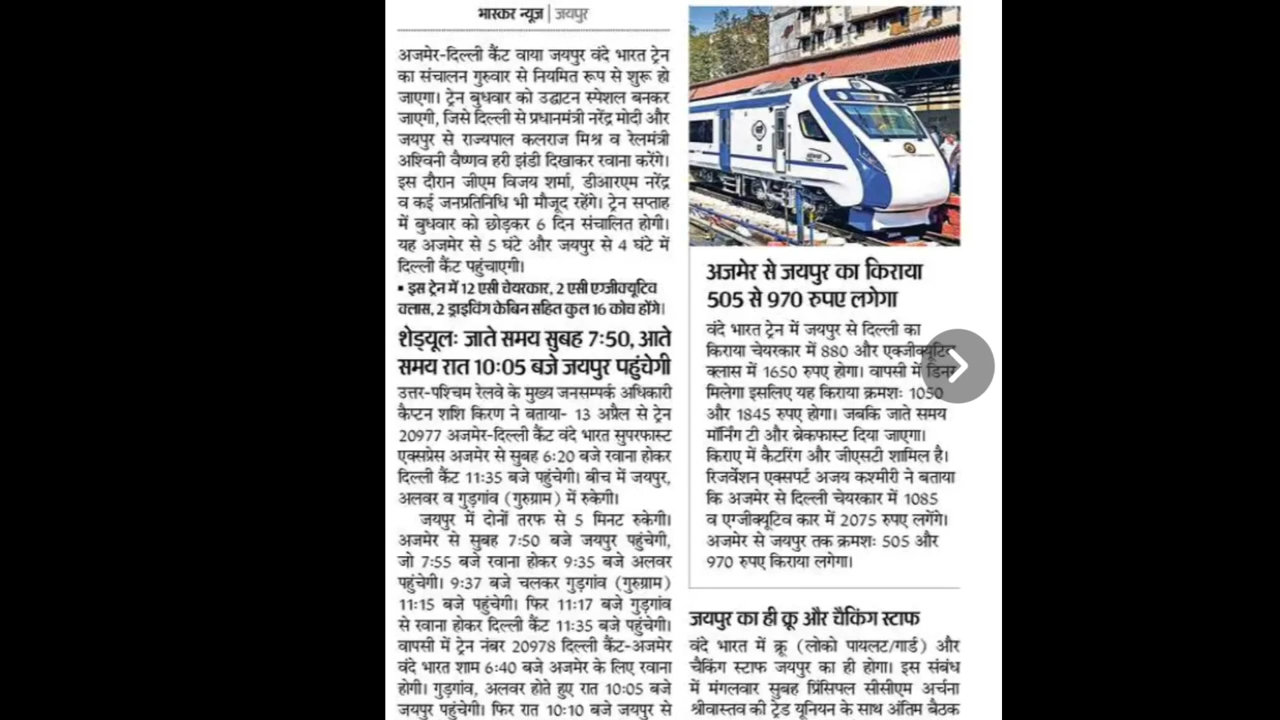 भास्कर न्यूज | जयपुर
अजमेर-दिल्ली कैंट वाया जयपुर वंदे भारत ट्रेन
का संचालन गुरुवार से नियमित रूप से शुरू हो
जाएगा। ट्रेन बुधवार को उद्घाटन स्पेशल बनकर
जाएगी, जिसे दिल्ली से प्रधानमंत्री नरेंद्र मोदी और
जयपुर से राज्यपाल कलराज मिश्र व रेलमंत्री
अश्विनी वैष्णव हरी झंडी दिखाकर रवाना करेंगे।
इस दौरान जीएम विजय शर्मा, डीआरएम नरेंद्र
व कई जनप्रतिनिधि भी मौजूद रहेंगे। ट्रेन सप्ताह
में बुधवार को छोड़कर 6 दिन संचालित होगी।
यह अजमेर से 5 घंटे और जयपुर से 4 घंटे में
दिल्ली कैंट पहुंचाएगी।
▪ इस ट्रेन में 12 एसी चेयरकार, 2 एसी एग्जीक्यूटिव
क्लास, 2 ड्राइविंग केबिन सहित कुल 16 कोच होंगे।
शेड्यूलः जाते समय सुबह 7:50, आते
समय रात 10:05 बजे जयपुर पहुंचेगी
उत्तर-पश्चिम रेलवे के मुख्य जनसम्पर्क अधिकारी
कैप्टन शशि किरण ने बताया- 13 अप्रैल से ट्रेन
20977 अजमेर-दिल्ली कैंट वंदे भारत सुपरफास्ट
एक्सप्रेस अजमेर से सुबह 6:20 बजे रवाना होकर
दिल्ली कैंट 11:35 बजे पहुंचेगी। बीच में जयपुर,
अलवर व गुड़गांव (गुरुग्राम) में रुकेगी।
जयपुर में दोनों तरफ से 5 मिनट रुकेगी।
अजमेर से सुबह 7:50 बजे जयपुर पहुंचेगी,
जो 7:55 बजे रवाना होकर 9:35 बजे अलवर
पहुंचेगी। 9:37 बजे चलकर गुड़गांव (गुरुग्राम)
11:15 बजे पहुंचेगी। फिर 11:17 बजे गुड़गांव
से रवाना होकर दिल्ली कैंट 11:35 बजे पहुंचेगी।
वापसी में ट्रेन नंबर 20978 दिल्ली कैंट-अजमेर
वंदे भारत शाम 6:40 बजे अजमेर के लिए रवाना
होगी। गुड़गांव, अलवर होते हुए रात 10:05 बजे
जयपुर पहुंचेगी। फिर रात 10:10 बजे जयपुर से
अजमेर से जयपुर का किराया
505 से 970 रुपए लगेगा
वंदे भारत ट्रेन में जयपुर से दिल्ली का
किराया चेयरकार में 880 और एक्जीक्यूटिव
क्लास में 1650 रुपए होगा। वापसी में डिनर
मिलेगा इसलिए यह किराया क्रमशः 1050
और 1845 रुपए होगा। जबकि जाते समय
मॉर्निंग टी और ब्रेकफास्ट दिया जाएगा।
किराए में कैटरिंग और जीएसटी शामिल है।
रिजर्वेशन एक्सपर्ट अजय कश्मीरी ने बताया
कि अजमेर से दिल्ली चेयरकार में 1085
व एग्जीक्यूटिव कार में 2075 रुपए लगेंगे।
अजमेर से जयपुर तक क्रमशः 505 और
970 रुपए किराया लगेगा।
जयपुर का ही क्रू और चैकिंग स्टाफ
वंदे भारत में क्रू (लोको पायलट/गार्ड) और
चैकिंग स्टाफ जयपुर का ही होगा। इस संबंध
में मंगलवार सुबह प्रिंसिपल सीसीएम अर्चना
श्रीवास्तव की ट्रेड यूनियन के साथ अंतिम बैठक